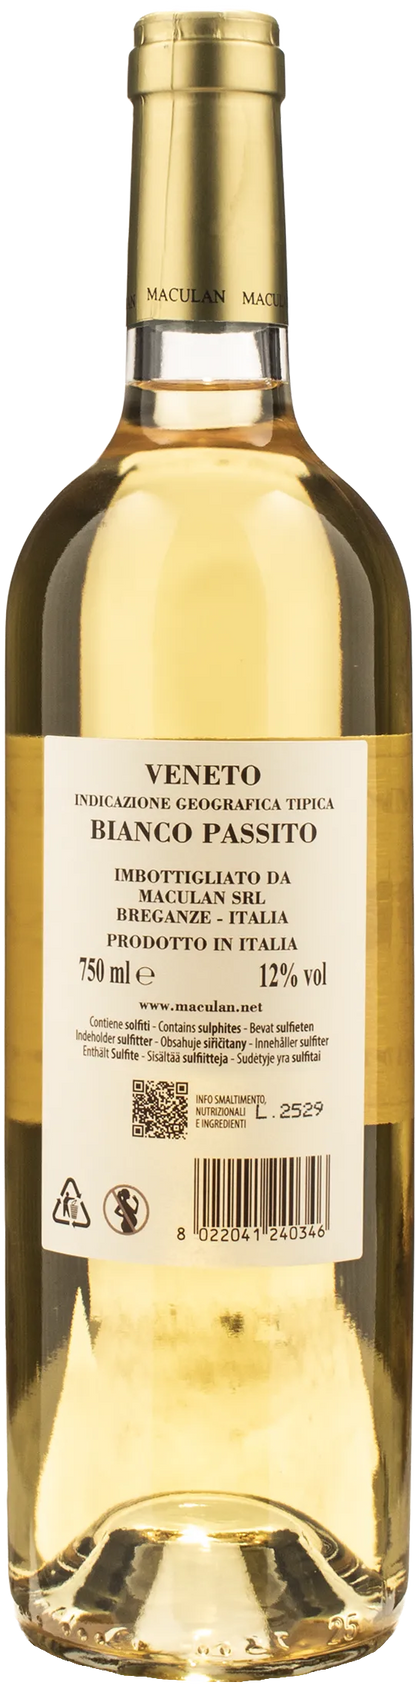 MACULAN MACUL
VENETO
INDICAZIONE GEOGRAFICA TIPICA
BIANCO PASSITO
IMBOTTIGLIATO DA
MACULAN SRL
BREGANZE - ITALIA
PRODOTTO IN ITALIA
750 ml ℮ 12% vol
www.maculan.net
Contiene solfiti - Contains sulphites - Bevat sulfieten
Indeholder sulfitter - Obsahuje siřičitany - Innehåller sulfiter
Enthält Sulfite - Sisältää sulfiitteja - Sudėtyje yra sulfitai
INFO SMALTIMENTO,
NUTRIZIONALI
E INGREDIENTI
L.2529
8 022041 240346
25